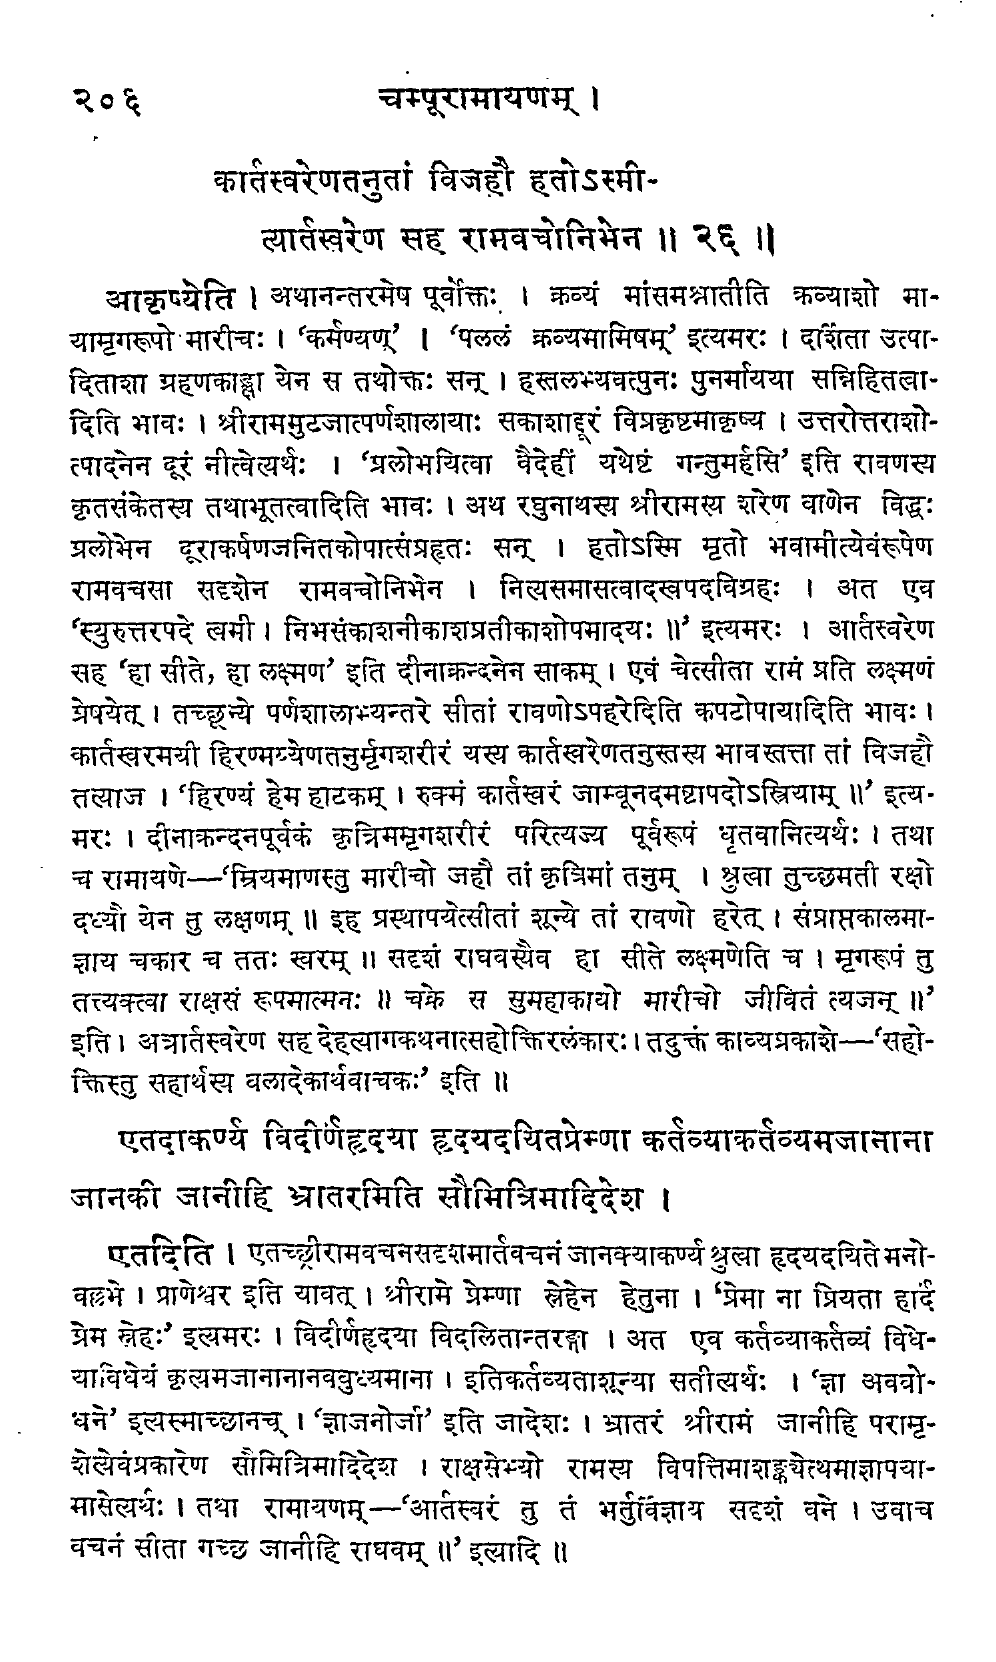 २०६ चम्पूरामायणम् ।
कार्तस्वरेणतनुतां विजहौ हतोऽस्मी-
त्यार्तस्वरेण सह रामवचोनिभेन ॥ २६ ॥
आकृष्येति । अथानन्तरमेष पूर्वोक्तः । क्रव्यं मांसमश्नातीति क्रव्याशो मा-
यामृगरूपो मारीचः । 'कर्मण्यण्' । 'पललं क्रव्यमामिषम्' इत्यमरः । दर्शिता उत्पा-
दिताशा ग्रहणकाङ्क्षा येन स तथोक्तः सन् । हस्तलभ्यवत्पुनः पुनर्मायया सन्निहितत्वा-
दिति भावः । श्रीराममुटजात्पर्णशालायाः सकाशाद्दूरं विप्रकृष्टमाकृष्य । उत्तरोत्तराशो-
त्पादनेन दूरं नीत्वेत्यर्थः । 'प्रलोभयित्वा वैदेहीं यथेष्टं गन्तुमर्हसि' इति रावणस्य
कृतसंकेतस्य तथाभूतत्वादिति भावः । अथ रघुनाथस्य श्रीरामस्य शरेण बाणेन विद्धः
प्रलोभेन दूराकर्षणजनितकोपात्संप्रहृतः सन् । हतोऽस्मि मृतो भवामीत्येवंरूपेण
रामवचसा सदृशेन रामवचोनिभेन । नित्यसमासत्वादस्वपदविग्रहः । अत एव
'स्युरुत्तरपदे त्वमी । निभसंकाशनीकाशप्रतीकाशोपमादयः ॥' इत्यमरः । आर्तस्वरेण
सह 'हा सीते, हा लक्ष्मण' इति दीनाक्रन्दनेन साकम् । एवं चेत्सीता रामं प्रति लक्ष्मणं
प्रेषयेत् । तच्छून्ये पर्णशालाभ्यन्तरे सीतां रावणोऽपहरेदिति कपटोपायादिति भावः ।
कार्तस्वरमयी हिरण्मय्येणतनुर्मृगशरीरं यस्य कार्तस्वरेणतनुस्तस्य भावस्तत्ता तां विजहौ
तत्याज । 'हिरण्यं हेम हाटकम् । रुक्मं कार्तस्वरं जाम्बूनदमष्टापदोऽस्त्रियाम् ॥' इत्य-
मरः । दीनाक्रन्दनपूर्वकं कृत्रिममृगशरीरं परित्यज्य पूर्वरूपं धृतवानित्यर्थः । तथा
च रामायणे—'म्रियमाणस्तु मारीचो जहौ तां कृत्रिमां तनुम् । श्रुत्वा तुच्छमती रक्षो
दध्यौ येन तु लक्षणम् ॥ इह प्रस्थापयेत्सीतां शून्ये तां रावणो हरेत् । संप्राप्तकालमा-
ज्ञाय चकार च ततः स्वरम् ॥ सदृशं राघवस्यैव हा सीते लक्ष्मणेति च । मृगरूपं तु
तत्त्यक्त्वा राक्षसं रूपमात्मनः ॥ चक्रे स सुमहाकायो मारीचो जीवितं त्यजन् ॥'
इति । अत्रार्तस्वरेण सह देहत्यागकथनात्सहोक्तिरलंकारः । तदुक्तं काव्यप्रकाशे—'सहो-
क्तिस्तु सहार्थस्य बलादेकार्थवाचकः' इति ॥
एतदाकर्ण्य विदीर्णहृदया हृदयदयितप्रेम्णा कर्तव्याकर्तव्यमजानाना
जानकी जानीहि भ्रातरमिति सौमित्रिमादिदेश ।
एतदिति । एतच्छ्रीरामवचनसदृशमार्तवचनं जानक्याकर्ण्य श्रुत्वा हृदयदयिते मनो-
वल्लभे । प्राणेश्वर इति यावत् । श्रीरामे प्रेम्णा स्नेहेन हेतुना । 'प्रेमा ना प्रियता हार्दं
प्रेम स्नेहः' इत्यमरः । विदीर्णहृदया विदलितान्तरङ्गा । अत एव कर्तव्याकर्तव्यं विधे-
याविधेयं कृत्यमजानानानवबुध्यमाना । इतिकर्तव्यताशून्या सतीत्यर्थः । 'ज्ञा अवबो-
धने' इत्यस्माच्छानच् । 'ज्ञाजनोर्जा' इति जादेशः । भ्रातरं श्रीरामं जानीहि परामृ-
शेत्येवंप्रकारेण सौमित्रिमादिदेश । राक्षसेभ्यो रामस्य विपत्तिमाशङ्क्येत्थमाज्ञापया-
मासेत्यर्थः । तथा रामायणम्—'आर्तस्वरं तु तं भर्तुर्विज्ञाय सदृशं वने । उवाच
वचनं सीता गच्छ जानीहि राघवम् ॥' इत्यादि ॥